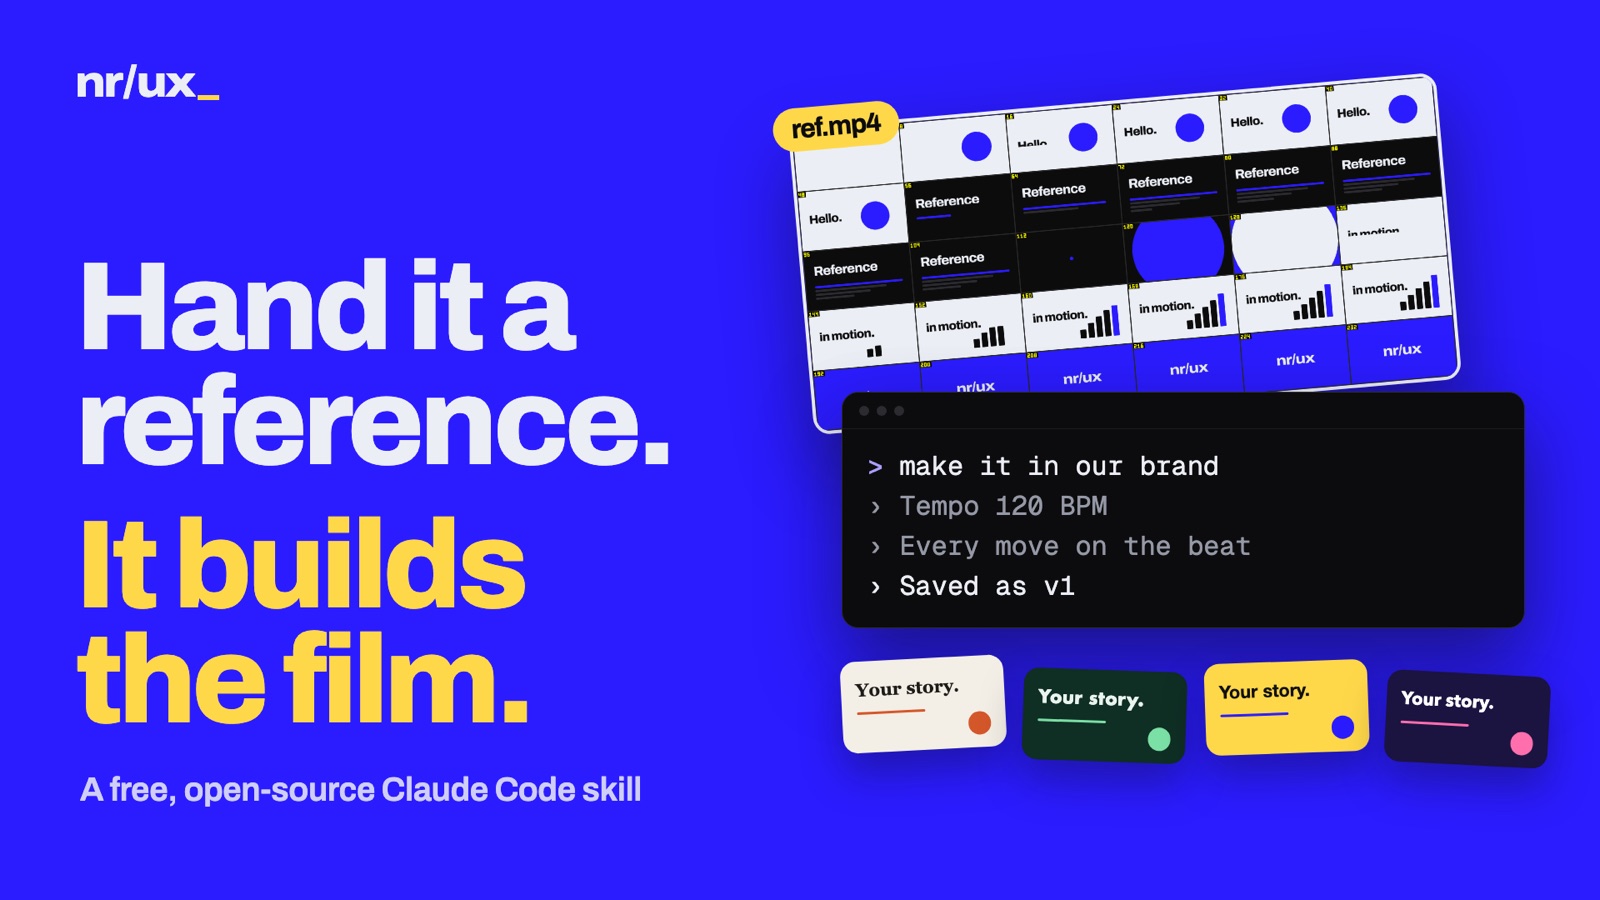 nr/ux_
Hand it a
reference.
It builds
the film.
A free, open-source Claude Code skill
ref.mp4
Hello.
Hello.
Hello.
Hello.
Hello.
Reference
Reference
Reference
Reference
Reference
Reference
Reference
in motion.
in motion.
in motion.
in motion.
in motion.
in motion.
in motion.
nr/ux
nr/ux
nr/ux
nr/ux
nr/ux
> make it in our brand
› Tempo 120 BPM
› Every move on the beat
› Saved as v1
Your story.
Your story.
Your story.
Your story.